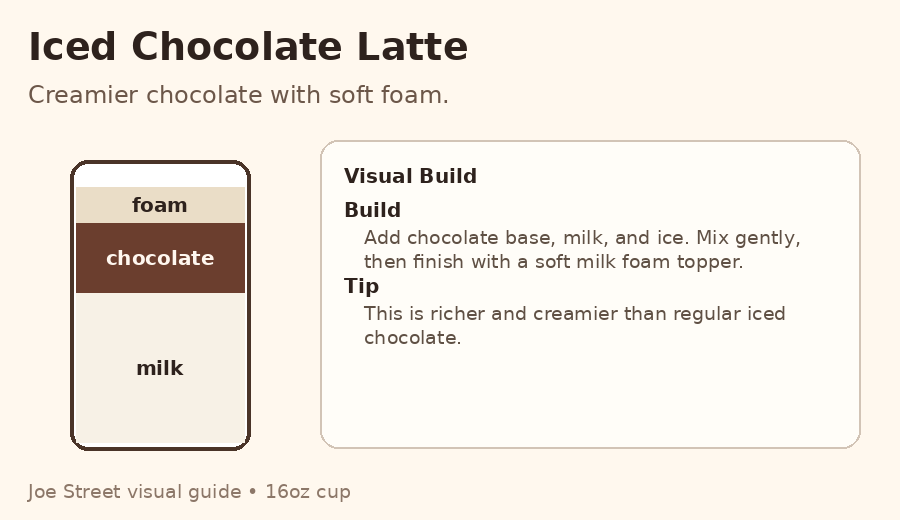 Iced Chocolate Latte
Creamier chocolate with soft foam.
foam
chocolate
milk
Visual Build
Build
Add chocolate base, milk, and ice. Mix gently,
then finish with a soft milk foam topper.
Tip
This is richer and creamier than regular iced
chocolate.
Joe Street visual guide • 16oz cup